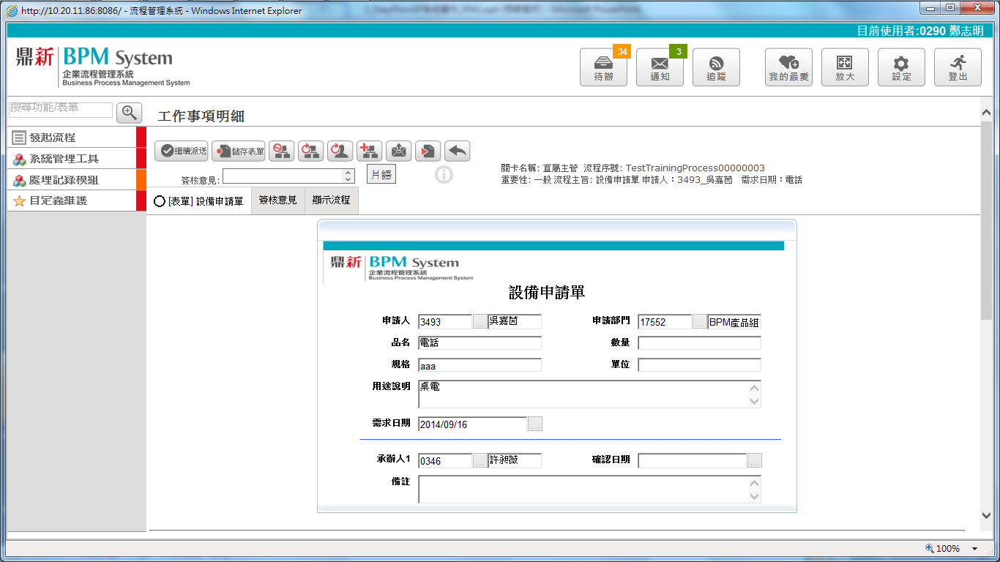 http://10.20.11.86:8086/ - 流程管理系統 - Windows Internet Explorer
目前使用者:0290 鄭志明
鼎新 BPM System
企業流程管理系統
Business Process Management System
34
待辦
3
通知
追蹤
我的最愛
放大
設定
登出
搜尋功能/表單
發起流程
系統管理工具
處理記錄模組
自定義維護
工作事項明細
繼續派送
儲存表單
簽核意見:
片語
關卡名稱: 直屬主管 流程序號: TestTrainingProcess00000003
重要性: 一般 流程主旨: 設備申請單 申請人：3493_吳嘉茵 需求日期：電話
[表單] 設備申請單
簽核意見
顯示流程
鼎新 BPM System
企業流程管理系統
Business Process Management System
設備申請單
申請人 3493 ... 吳嘉茵 申請部門 17552 ... BPM產品組
品名 電話 數量
規格 aaa 單位
用途說明 桌電
需求日期 2014/09/16 ...
承辦人1 0346 ... 許昶薇 確認日期 ...
備註
100%